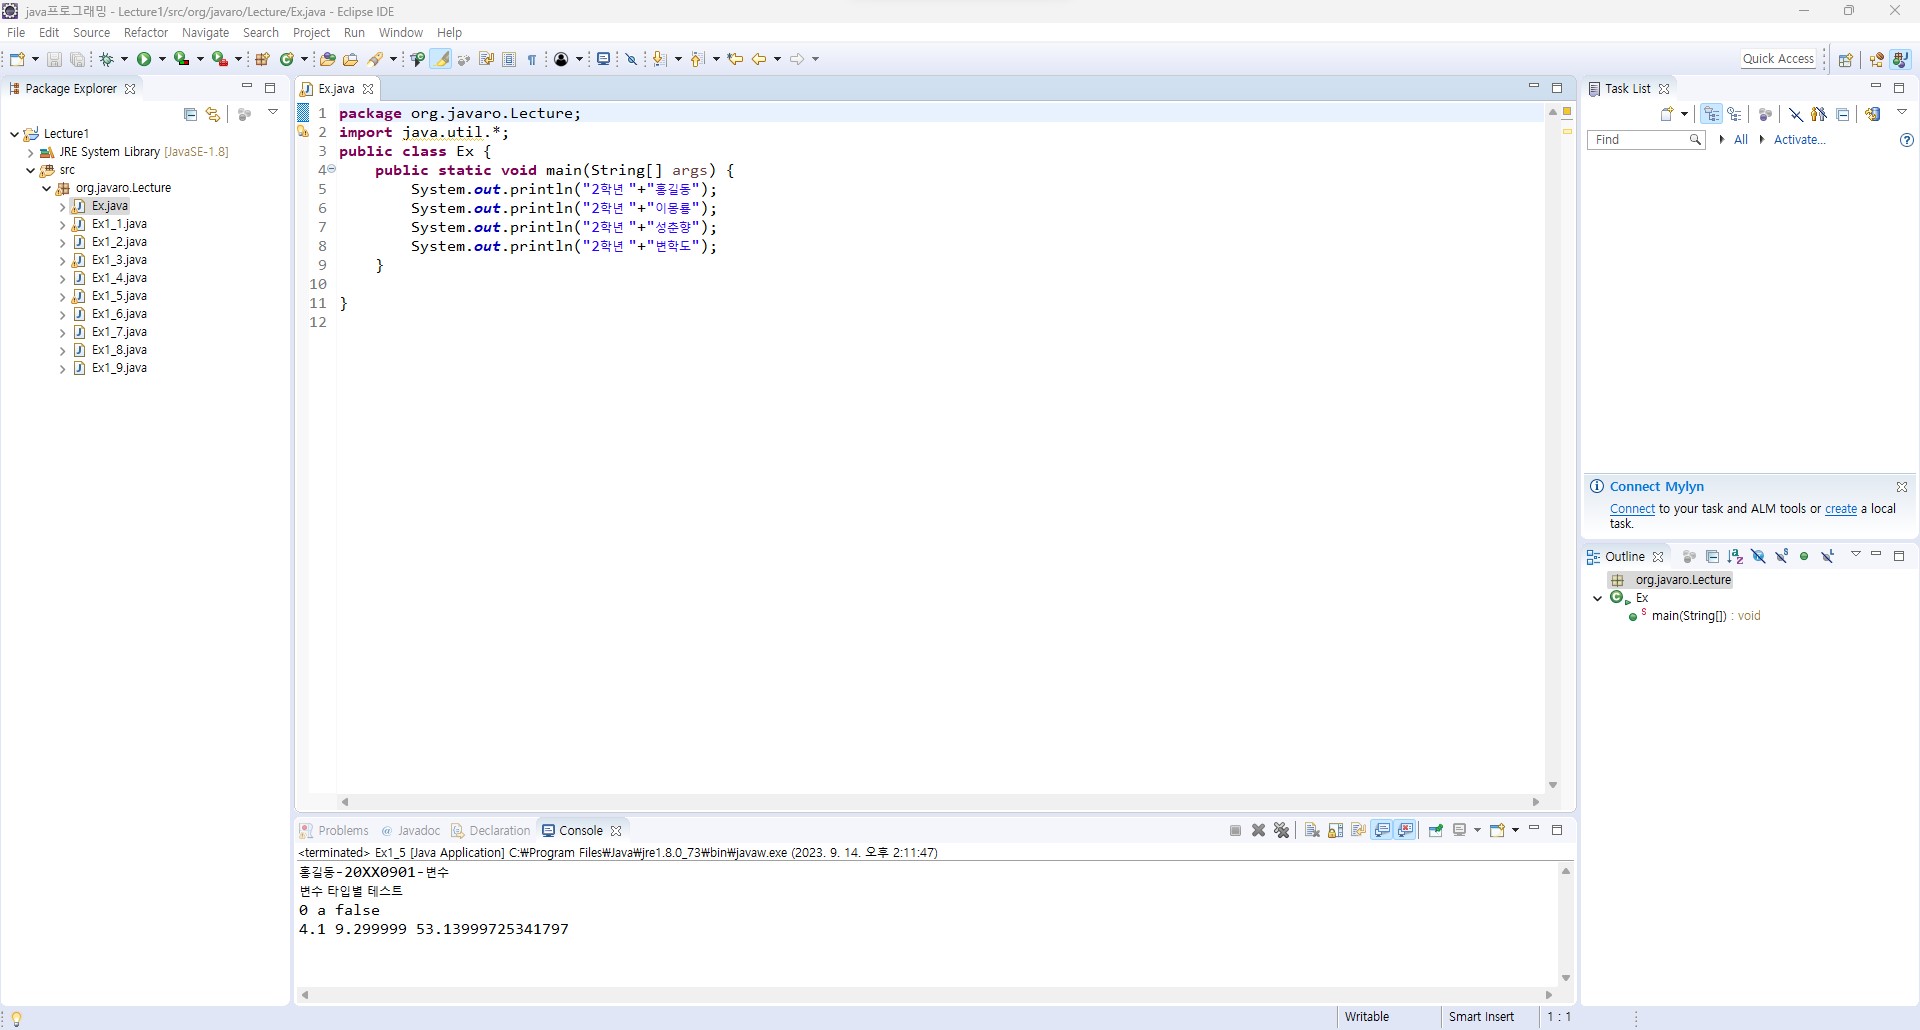 java프로그래밍 - Lecture1/src/org/javaro/Lecture/Ex.java - Eclipse IDE
File Edit Source Refactor Navigate Search Project Run Window Help
Quick Access
Package Explorer
Lecture1
JRE System Library [JavaSE-1.8]
src
org.javaro.Lecture
Ex.java
Ex1_1.java
Ex1_2.java
Ex1_3.java
Ex1_4.java
Ex1_5.java
Ex1_6.java
Ex1_7.java
Ex1_8.java
Ex1_9.java
Ex.java
1 package org.javaro.Lecture;
2 import java.util.*;
3 public class Ex {
4 public static void main(String[] args) {
5 System.out.println("2학년 "+"홍길동");
6 System.out.println("2학년 "+"이몽룡");
7 System.out.println("2학년 "+"성춘향");
8 System.out.println("2학년 "+"변학도");
9 }
10
11 }
12
Problems @ Javadoc Declaration Console
<terminated> Ex1_5 [Java Application] C:₩Program Files₩Java₩jre1.8.0_73₩bin₩javaw.exe (2023. 9. 14. 오후 2:11:47)
홍길동-20XX0901-변수
변수 타입별 테스트
0 a false
4.1 9.299999 53.13999725341797
Task List
Find All Activate...
Connect Mylyn
Connect to your task and ALM tools or create a local
task.
Outline
org.javaro.Lecture
Ex
main(String[]) : void
Writable Smart Insert 1 : 1